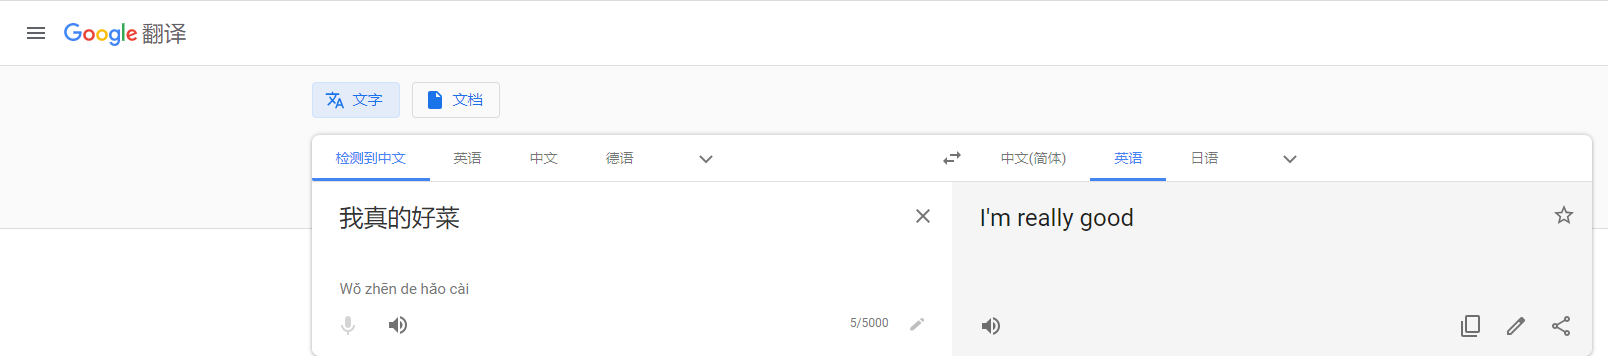 Google 翻译
文字 文档
检测到中文 英语 中文 德语 中文(简体) 英语 日语
我真的好菜
I'm really good
Wǒ zhēn de hǎo cài
5/5000